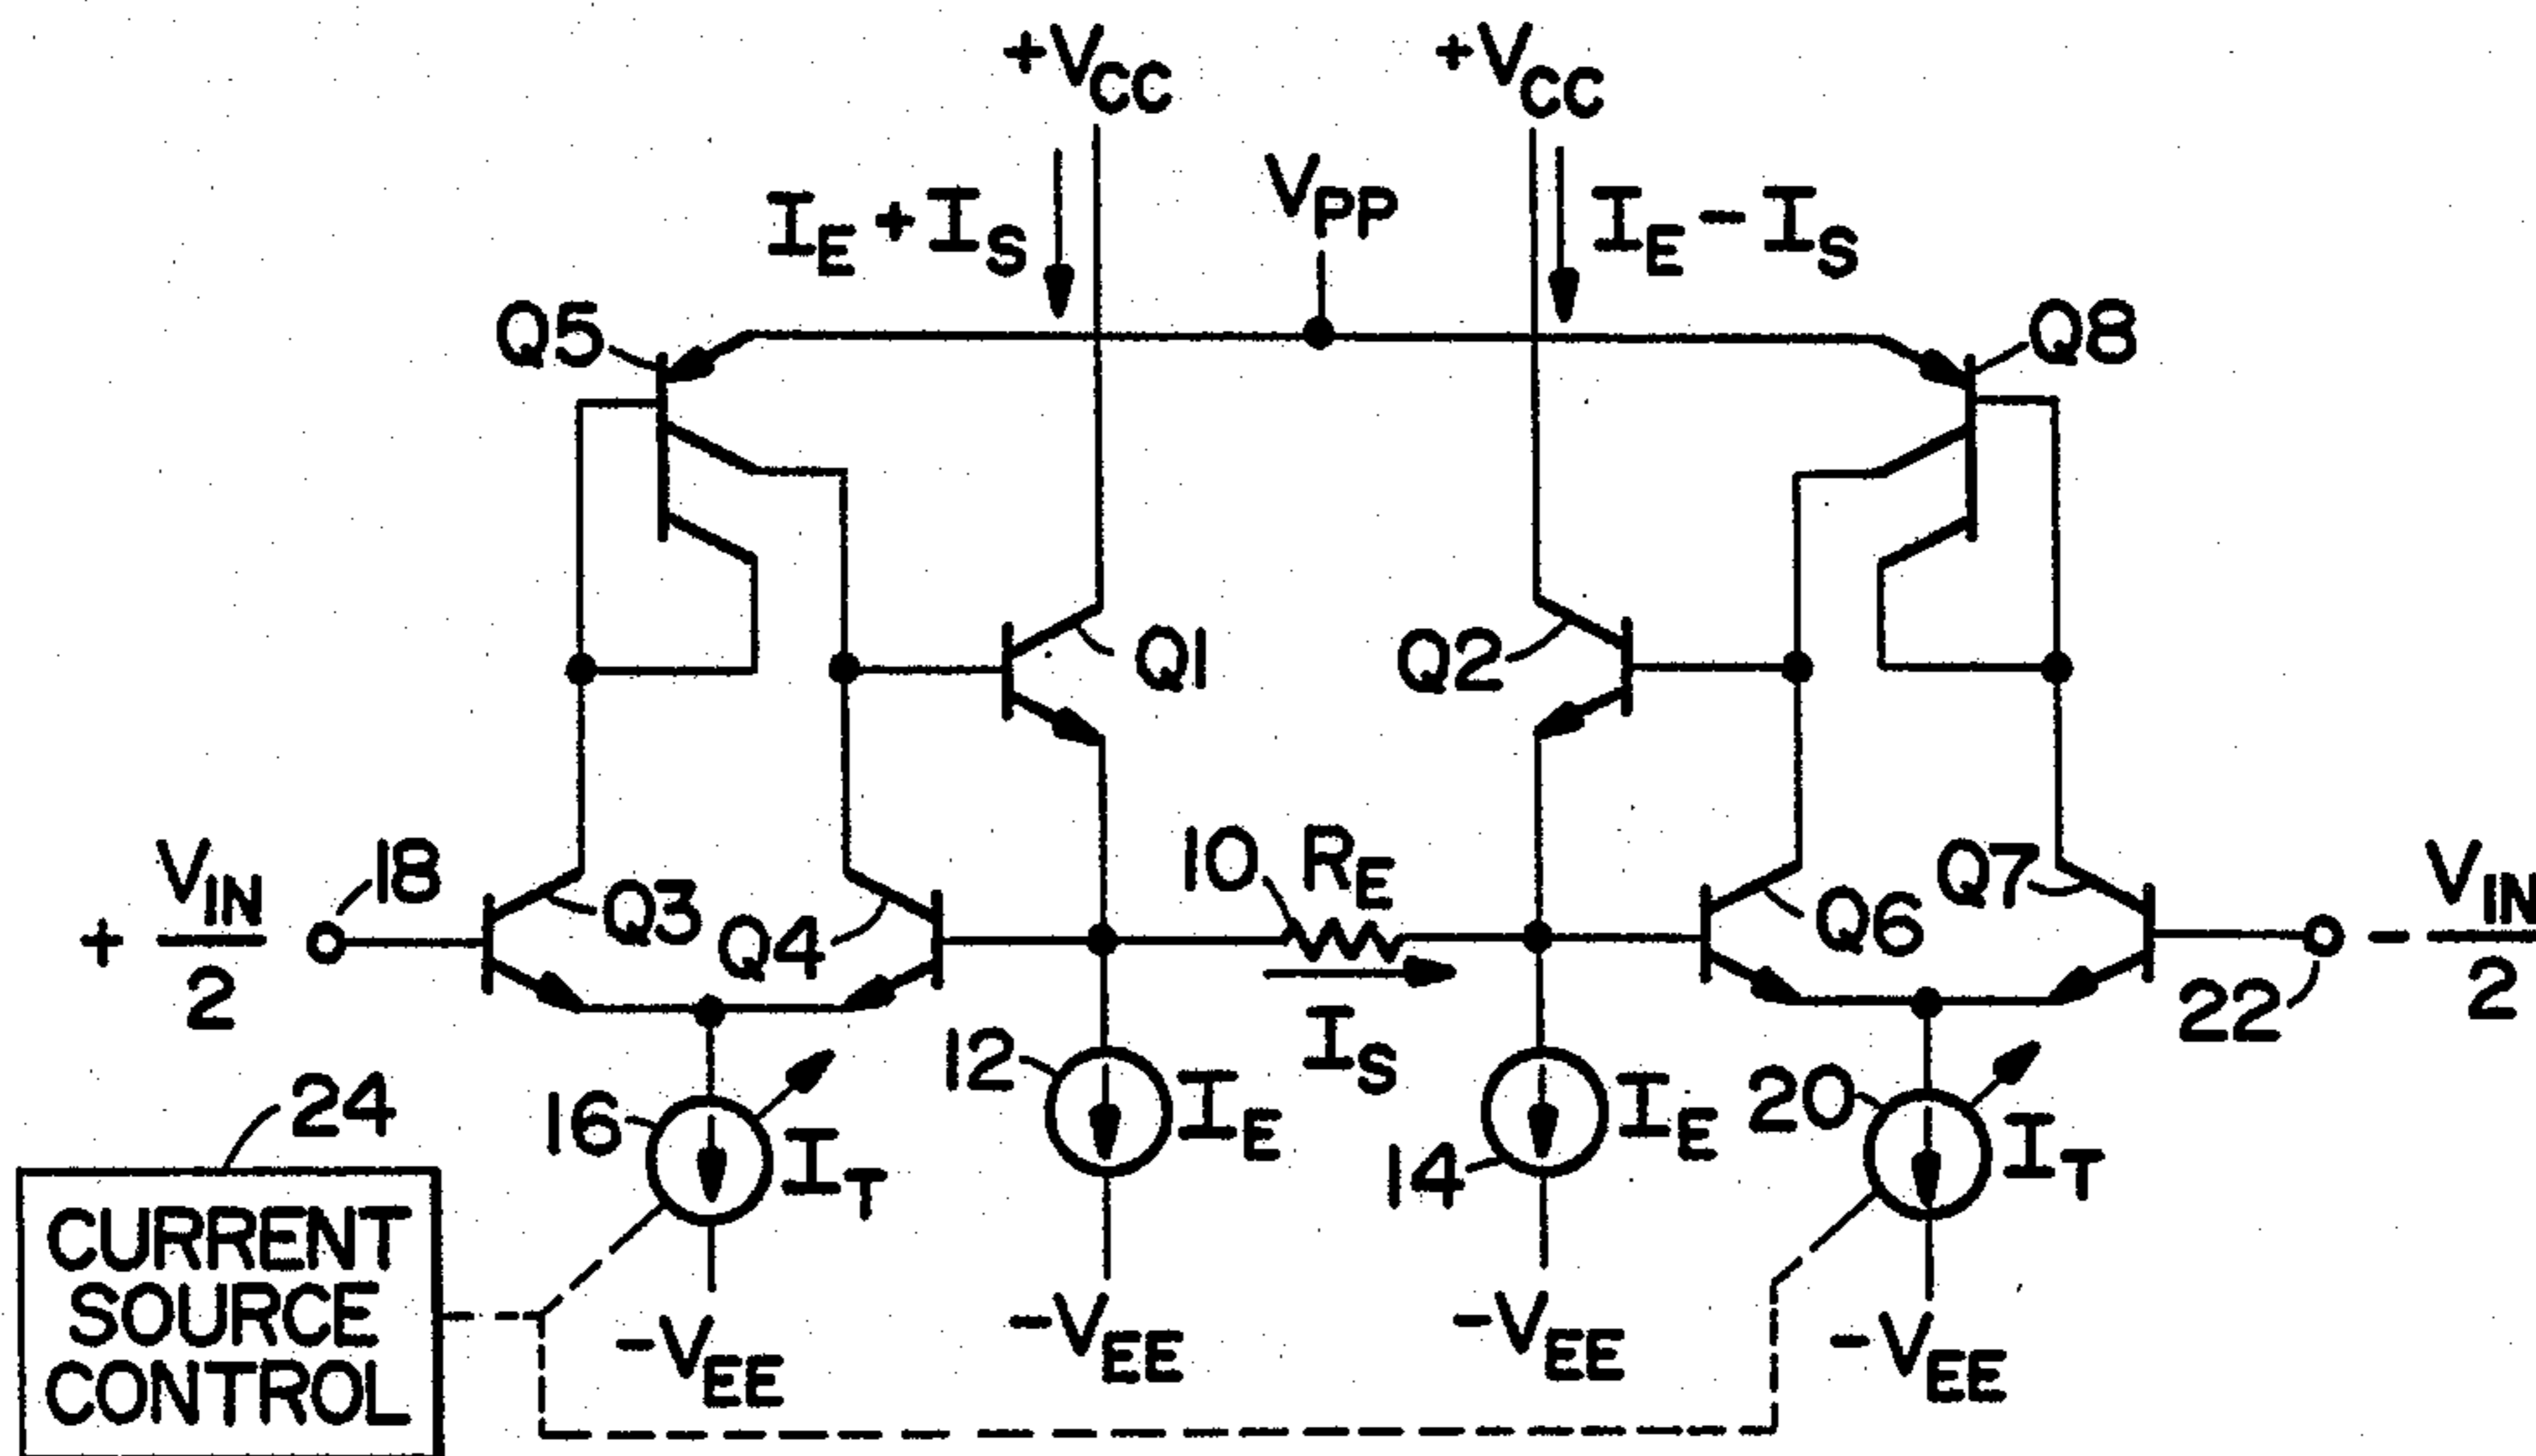 +VCC
+VCC
IE + IS
VPP
IE - IS
Q5
Q8
Q1
Q2
+ VIN/2
18
Q3
Q4
10
RE
Q6
Q7
- VIN/2
22
24
16
IT
12
IE
IS
14
IE
20
IT
CURRENT
SOURCE
CONTROL
-VEE
-VEE
-VEE
-VEE